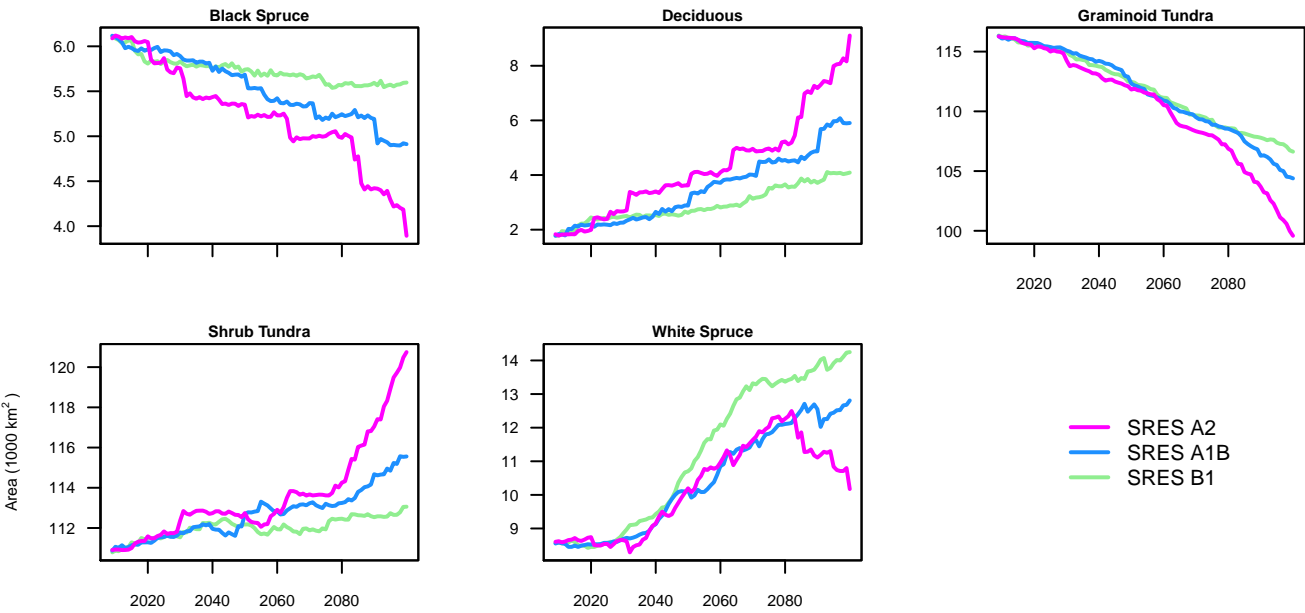 Black Spruce
6.0
5.5
5.0
4.5
4.0
Deciduous
8
6
4
2
Graminoid Tundra
115
110
105
100
2020 2040 2060 2080
Shrub Tundra
120
118
116
114
112
2020 2040 2060 2080
White Spruce
14
13
12
11
10
9
2020 2040 2060 2080
Area (1000 km²)
SRES A2
SRES A1B
SRES B1